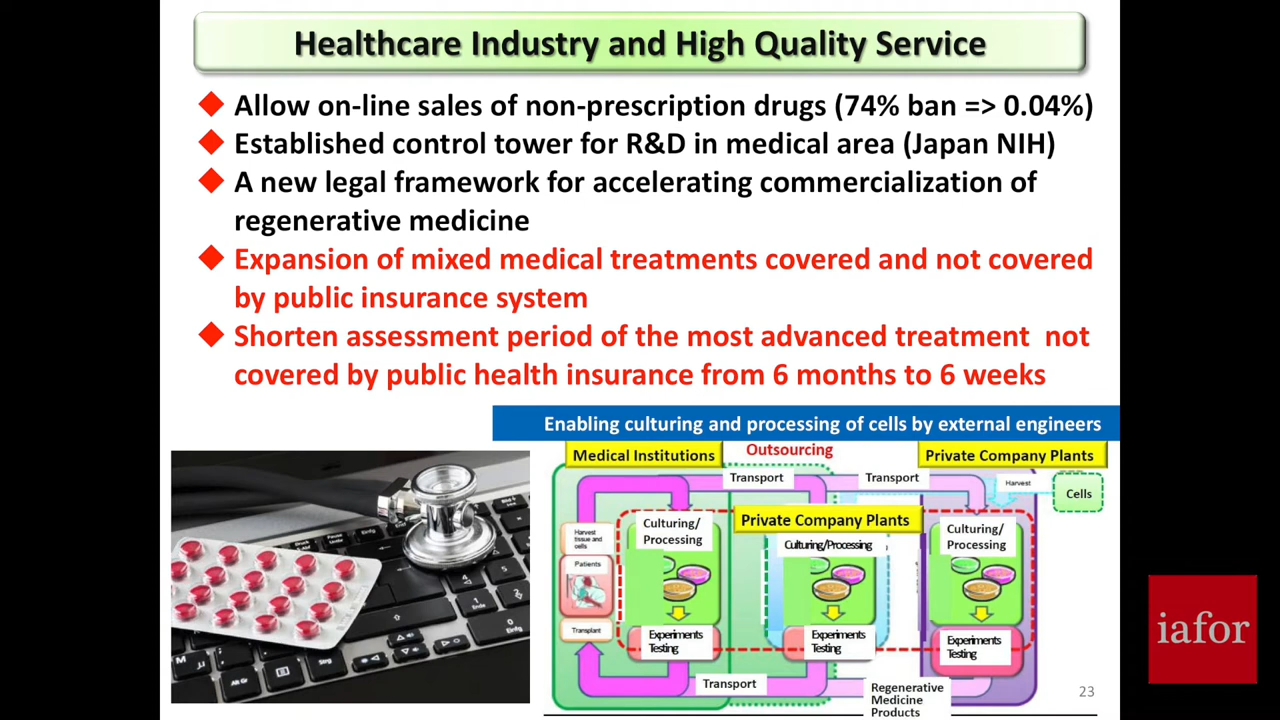 Healthcare Industry and High Quality Service
Allow on-line sales of non-prescription drugs (74% ban => 0.04%)
Established control tower for R&D in medical area (Japan NIH)
A new legal framework for accelerating commercialization of
regenerative medicine
Expansion of mixed medical treatments covered and not covered
by public insurance system
Shorten assessment period of the most advanced treatment not
covered by public health insurance from 6 months to 6 weeks
Enabling culturing and processing of cells by external engineers
Medical Institutions
Outsourcing
Private Company Plants
Transport
Transport
Harvest
Cells
Private Company Plants
Culturing/
Processing
Culturing/Processing
Culturing/
Processing
Harvest
tissue and
cells
Patients
Transplant
Experiments
Testing
Experiments
Testing
Experiments
Testing
Transport
Regenerative
Medicine
Products
23
iafor